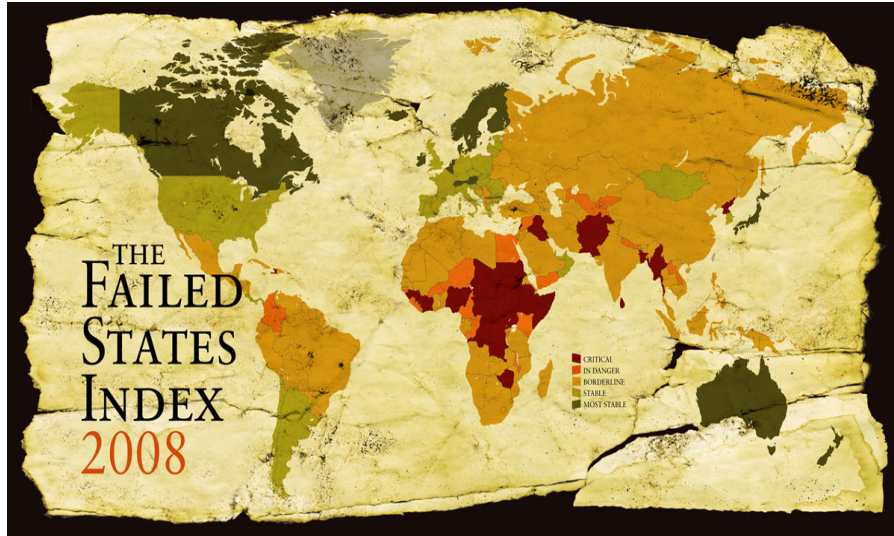 THE
FAILED
STATES
INDEX
2008
CRITICAL
IN DANGER
BORDERLINE
STABLE
MOST STABLE